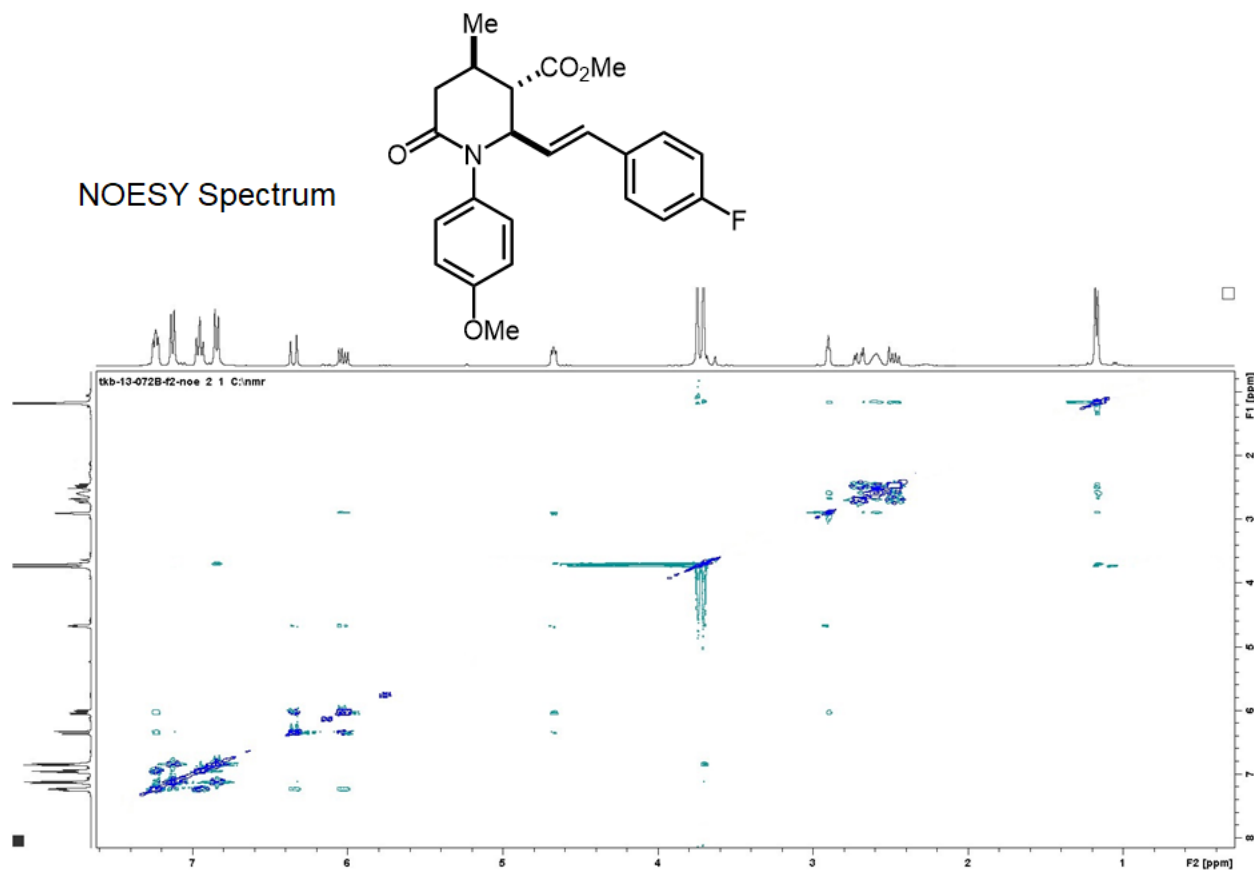 Me
CO2Me
O
N
F
OMe
NOESY Spectrum
tkb-13-072B-f2-noe 2 1 C:\nmr
F1 [ppm]
2
3
4
5
6
7
8
7 6 5 4 3 2 1 F2 [ppm]